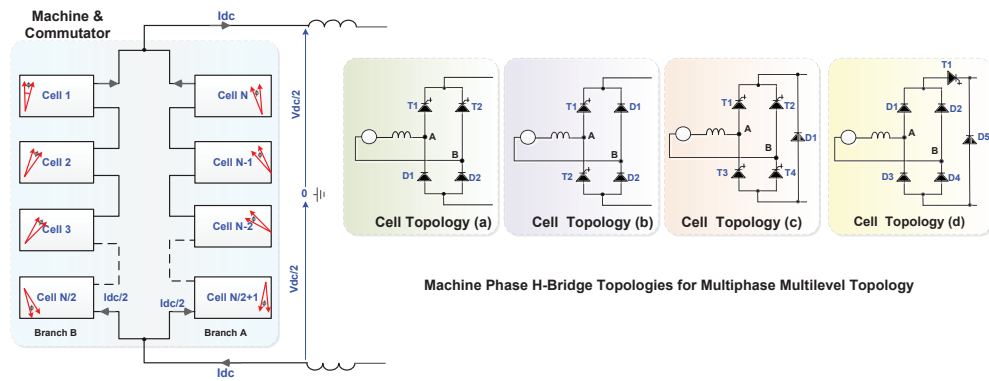 Machine &
Commutator
Idc
Cell 1
Cell N
Cell 2
Cell N-1
Cell 3
Cell N-2
Cell N/2
Cell N/2+1
Idc/2
Idc/2
Branch B
Branch A
Idc
Vdc/2
0
Vdc/2
T1
T2
A
B
D1
D2
Cell Topology (a)
T1
D1
A
B
T2
D2
Cell Topology (b)
T1
T2
A
D1
B
T3
T4
Cell Topology (c)
T1
D1
D2
A
D5
B
D3
D4
Cell Topology (d)
Machine Phase H-Bridge Topologies for Multiphase Multilevel Topology